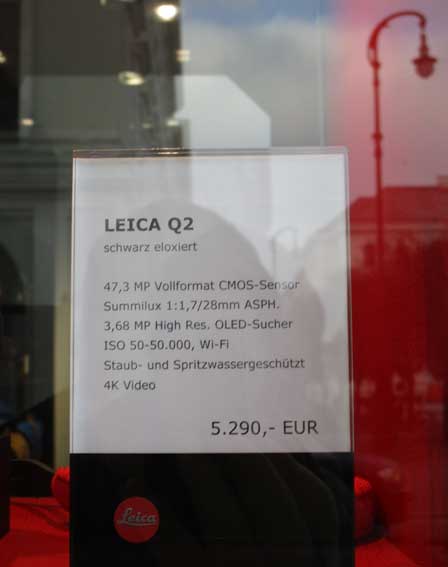 LEICA Q2
schwarz eloxiert
47,3 MP Vollformat CMOS-Sensor
Summilux 1:1,7/28mm ASPH.
3,68 MP High Res. OLED-Sucher
ISO 50-50.000, Wi-Fi
Staub- und Spritzwassergeschützt
4K Video
5.290,- EUR
Leica